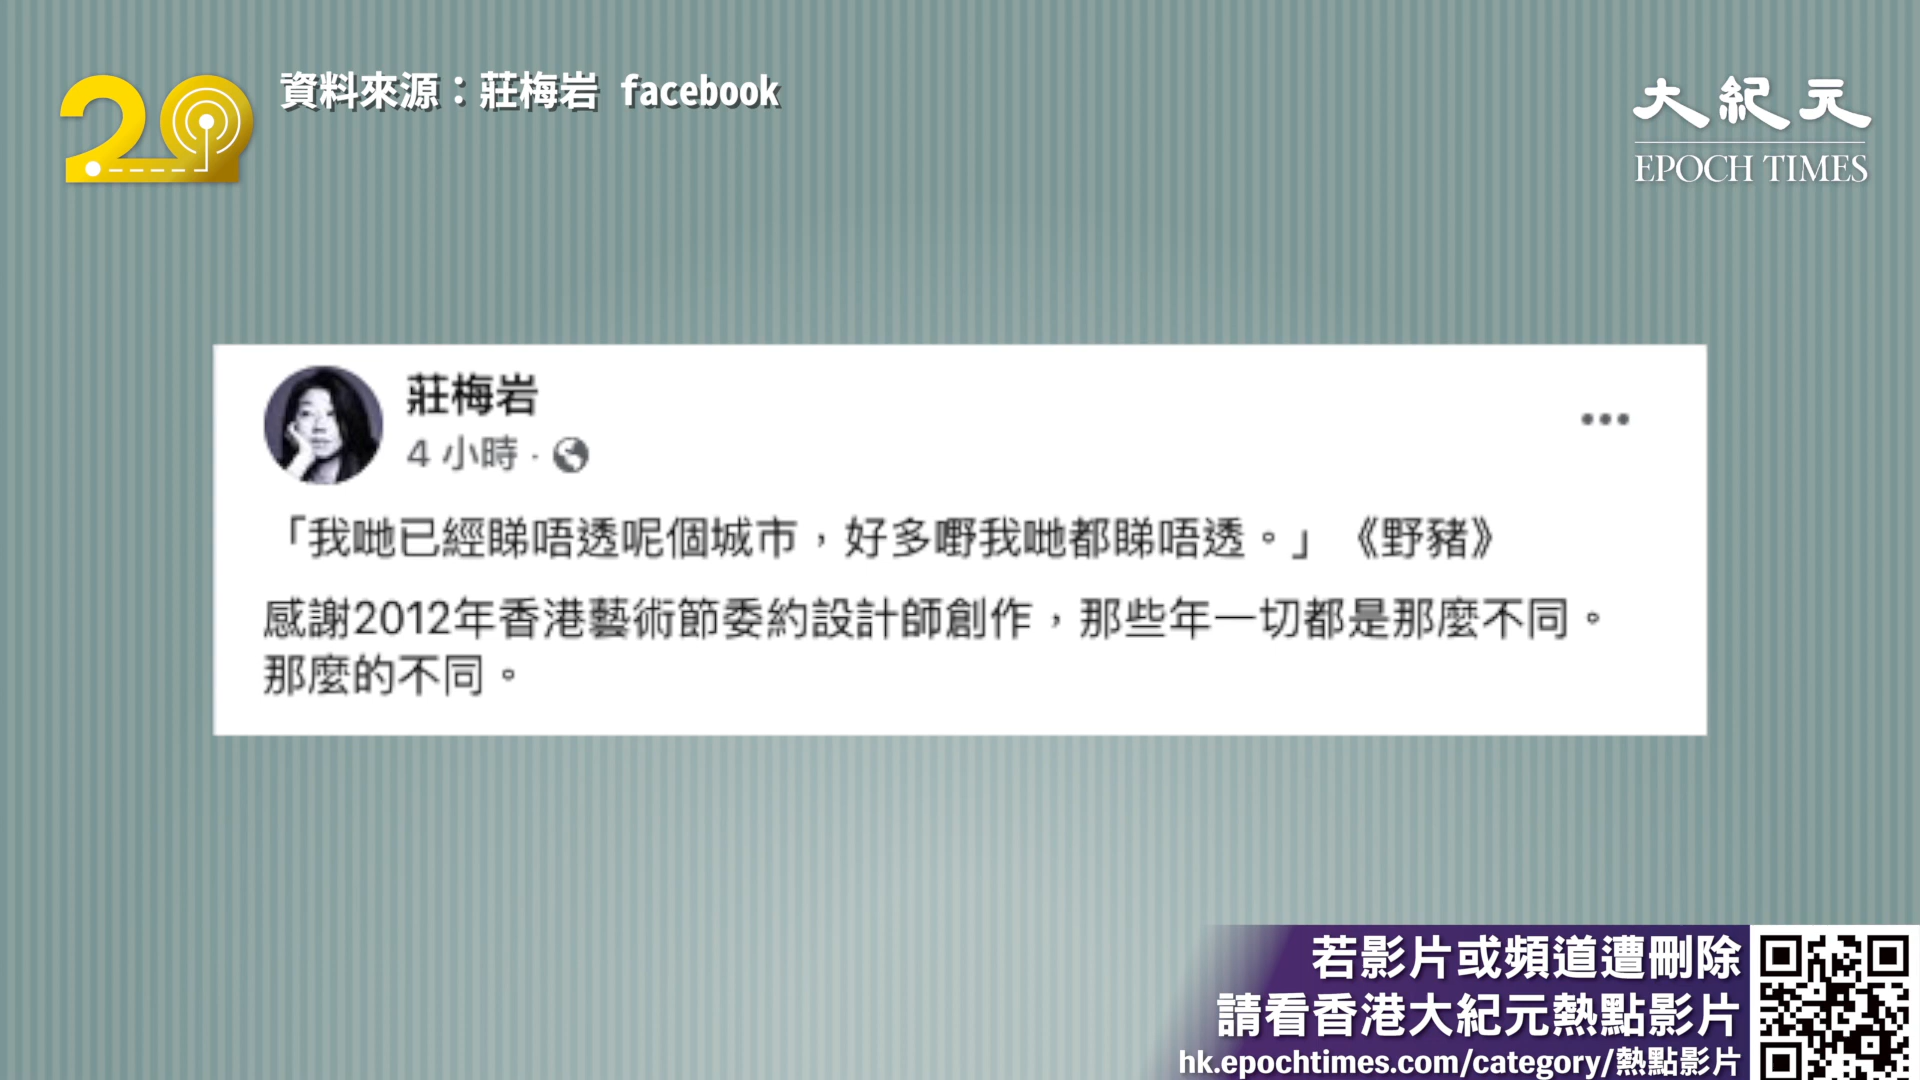 20
資料來源：莊梅岩 facebook
大紀元
EPOCH TIMES
莊梅岩
4 小時 ·
「我哋已經睇唔透呢個城市，好多嘢我哋都睇唔透。」《野豬》
感謝2012年香港藝術節委約設計師創作，那些年一切都是那麼不同。
那麼的不同。
若影片或頻道遭刪除
請看香港大紀元熱點影片
hk.epochtimes.com/category/熱點影片